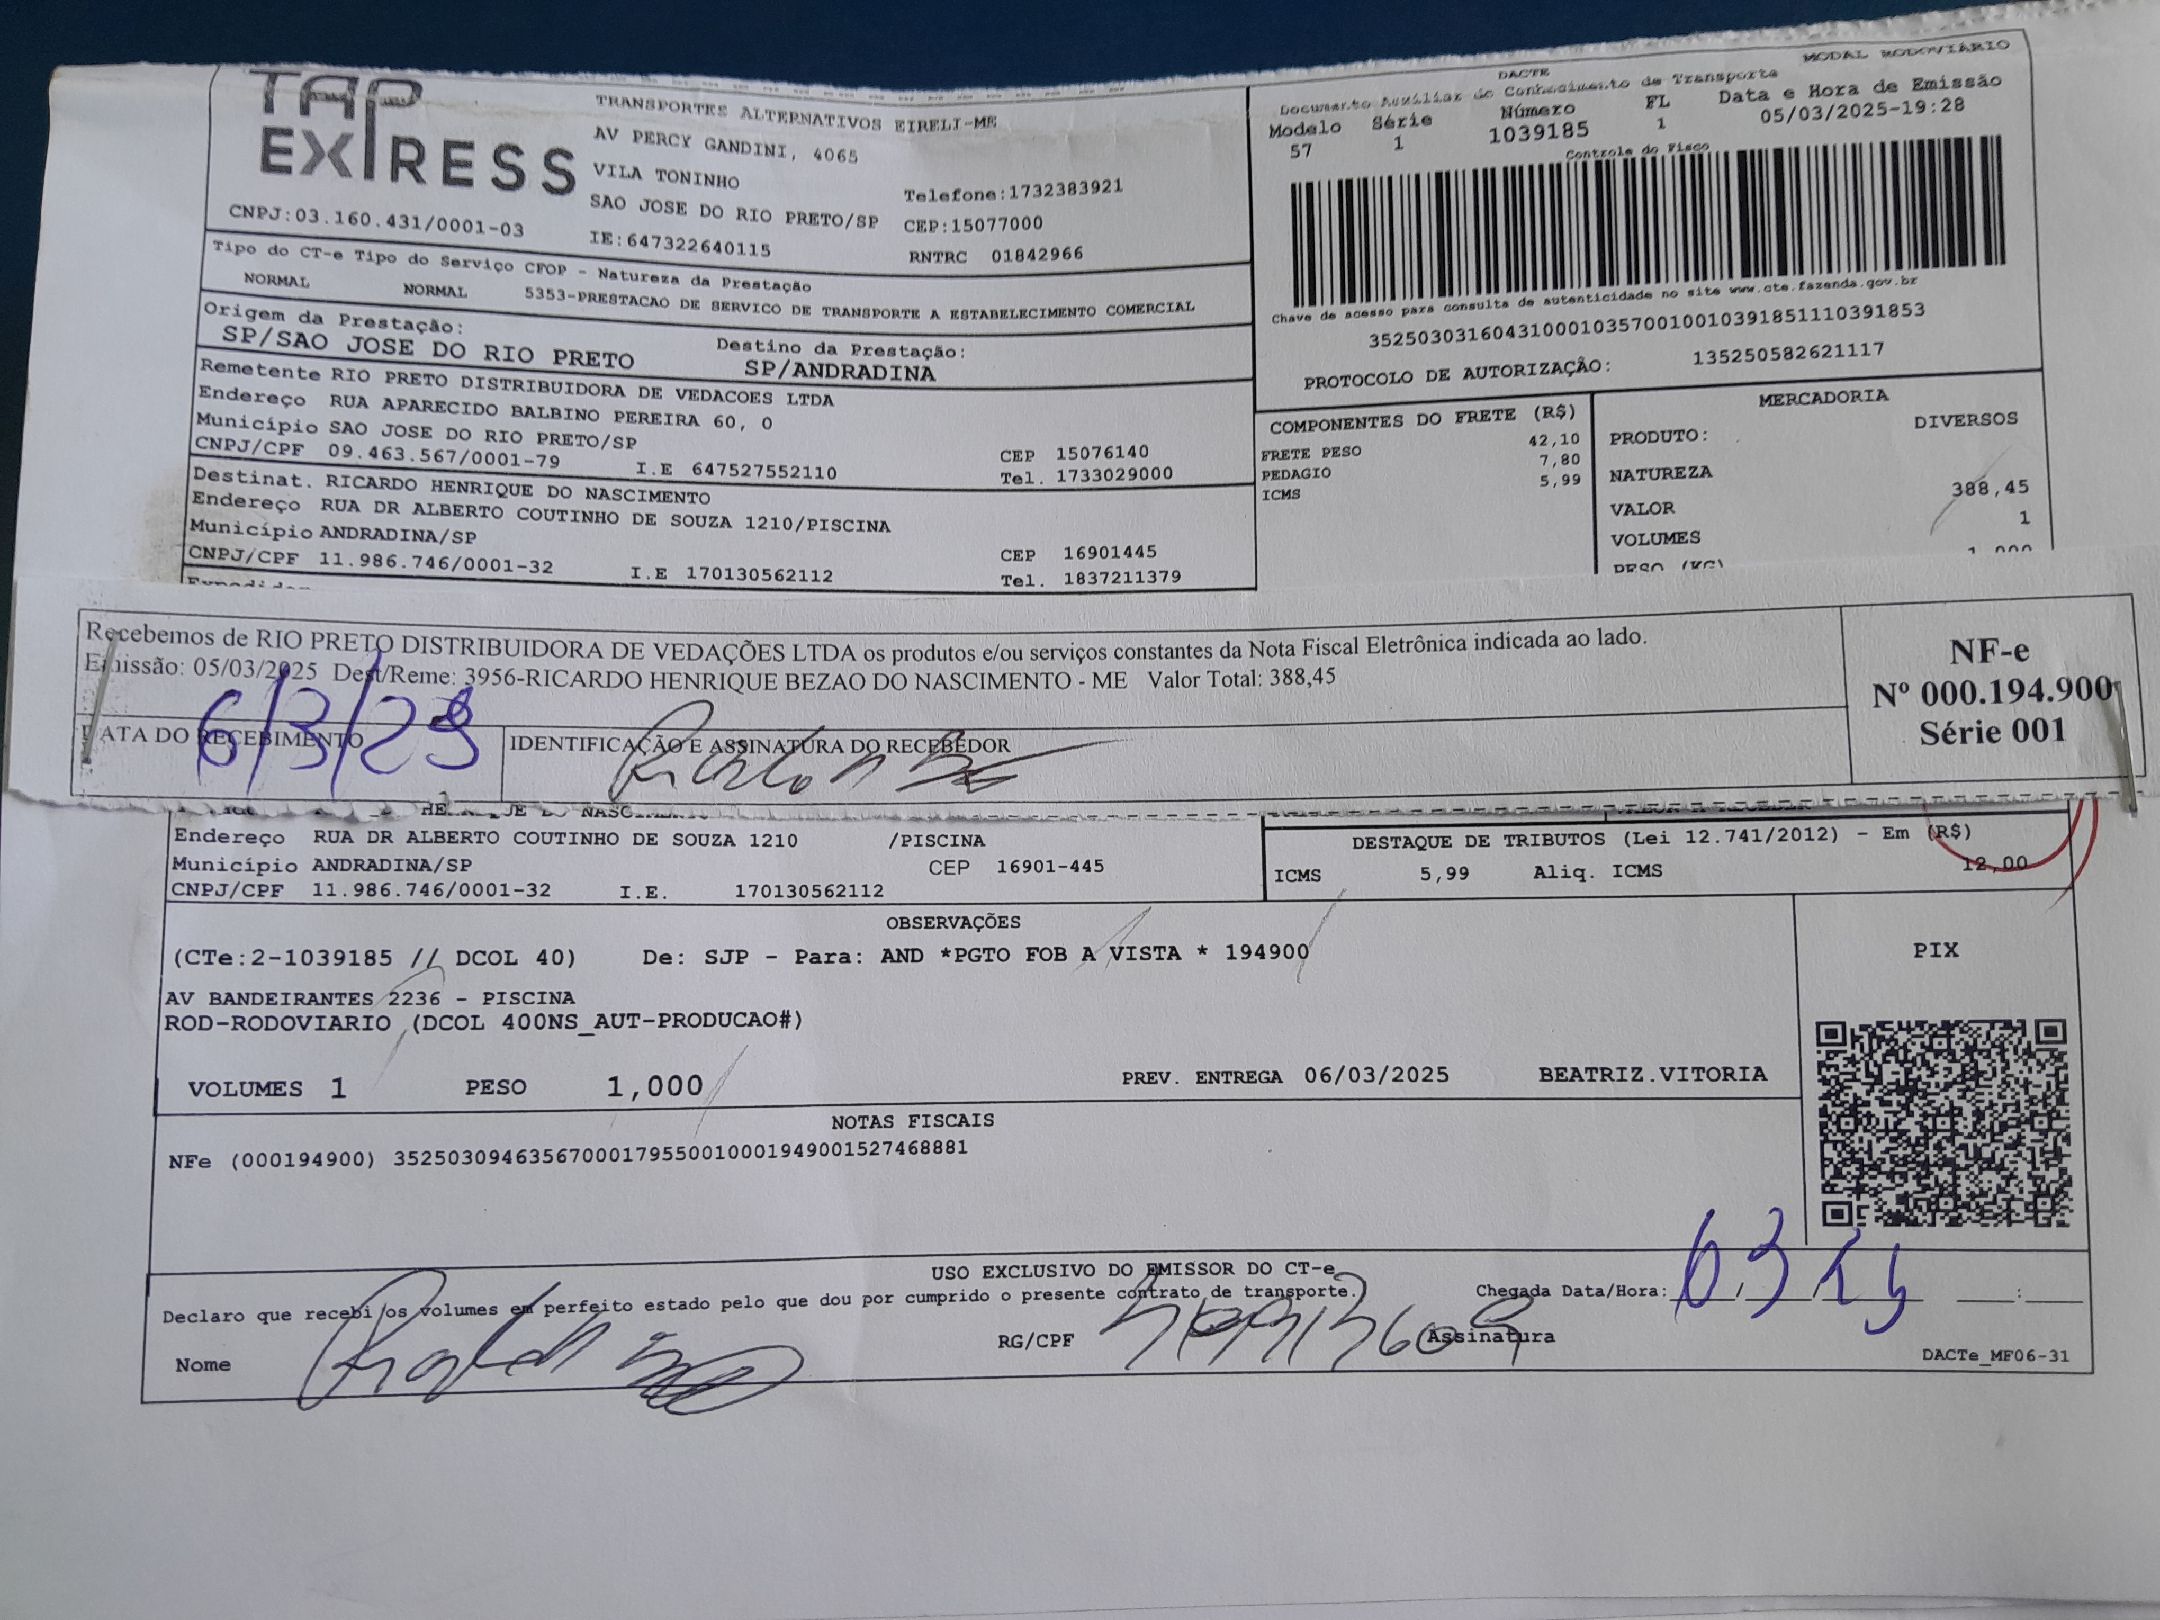 TAP
EXPRESS
CNPJ:03.160.431/0001-03
TRANSPORTES ALTERNATIVOS EIRELI-ME
AV PERCY GANDINI, 4065
VILA TONINHO
SAO JOSE DO RIO PRETO/SP
IE:647322640115
Telefone:1732383921
CEP:15077000
RNTRC 01842966
Tipo do CT-e Tipo do Serviço CFOP - Natureza da Prestação
NORMAL NORMAL 5353-PRESTACAO DE SERVICO DE TRANSPORTE A ESTABELECIMENTO COMERCIAL
Origem da Prestação:
SP/SAO JOSE DO RIO PRETO
Destino da Prestação:
SP/ANDRADINA
Remetente RIO PRETO DISTRIBUIDORA DE VEDACOES LTDA
Endereço RUA APARECIDO BALBINO PEREIRA 60, 0
Município SAO JOSE DO RIO PRETO/SP CEP 15076140
CNPJ/CPF 09.463.567/0001-79 I.E 647527552110 Tel. 1733029000
Destinat. RICARDO HENRIQUE DO NASCIMENTO
Endereço RUA DR ALBERTO COUTINHO DE SOUZA 1210/PISCINA
Município ANDRADINA/SP CEP 16901445
CNPJ/CPF 11.986.746/0001-32 I.E 170130562112 Tel. 1837211379
MODAL RODOVIÁRIO
DACTE
Documento Auxiliar do Conhecimento de Transporte
Modelo Série Número FL Data e Hora de Emissão
57 1 1039185 1 05/03/2025-19:28
Controle do Fisco
Chave de acesso para consulta de autenticidade no site www.cte.fazenda.gov.br
35250303160431000103570010010391851110391853
PROTOCOLO DE AUTORIZAÇÃO: 135250582621117
COMPONENTES DO FRETE (R$)
FRETE PESO 42,10
PEDAGIO 7,80
ICMS 5,99
MERCADORIA
PRODUTO: DIVERSOS
NATUREZA
VALOR 388,45
VOLUMES 1
PESO (KG) 1,000
Recebemos de RIO PRETO DISTRIBUIDORA DE VEDAÇÕES LTDA os produtos e/ou serviços constantes da Nota Fiscal Eletrônica indicada ao lado.
Emissão: 05/03/2025 Dest/Reme: 3956-RICARDO HENRIQUE BEZAO DO NASCIMENTO - ME Valor Total: 388,45
DATA DO RECEBIMENTO
6/3/25
IDENTIFICAÇÃO E ASSINATURA DO RECEBEDOR
NF-e
Nº 000.194.900
Série 001
Endereço RUA DR ALBERTO COUTINHO DE SOUZA 1210 /PISCINA
Município ANDRADINA/SP CEP 16901-445
CNPJ/CPF 11.986.746/0001-32 I.E. 170130562112
DESTAQUE DE TRIBUTOS (Lei 12.741/2012) - Em (R$)
ICMS 5,99 Aliq. ICMS 12,00
OBSERVAÇÕES
(CTe:2-1039185 // DCOL 40) De: SJP - Para: AND *PGTO FOB A VISTA * 194900
AV BANDEIRANTES 2236 - PISCINA
ROD-RODOVIARIO (DCOL 400NS_AUT-PRODUCAO#)
VOLUMES 1 PESO 1,000 PREV. ENTREGA 06/03/2025 BEATRIZ.VITORIA
PIX
NOTAS FISCAIS
NFe (000194900) 35250309463567000179550010001949001527468881
USO EXCLUSIVO DO EMISSOR DO CT-e
Declaro que recebi os volumes em perfeito estado pelo que dou por cumprido o presente contrato de transporte.
Chegada Data/Hora: 6 / 3 / 25 :
Nome RG/CPF Assinatura
DACTe_MF06-31